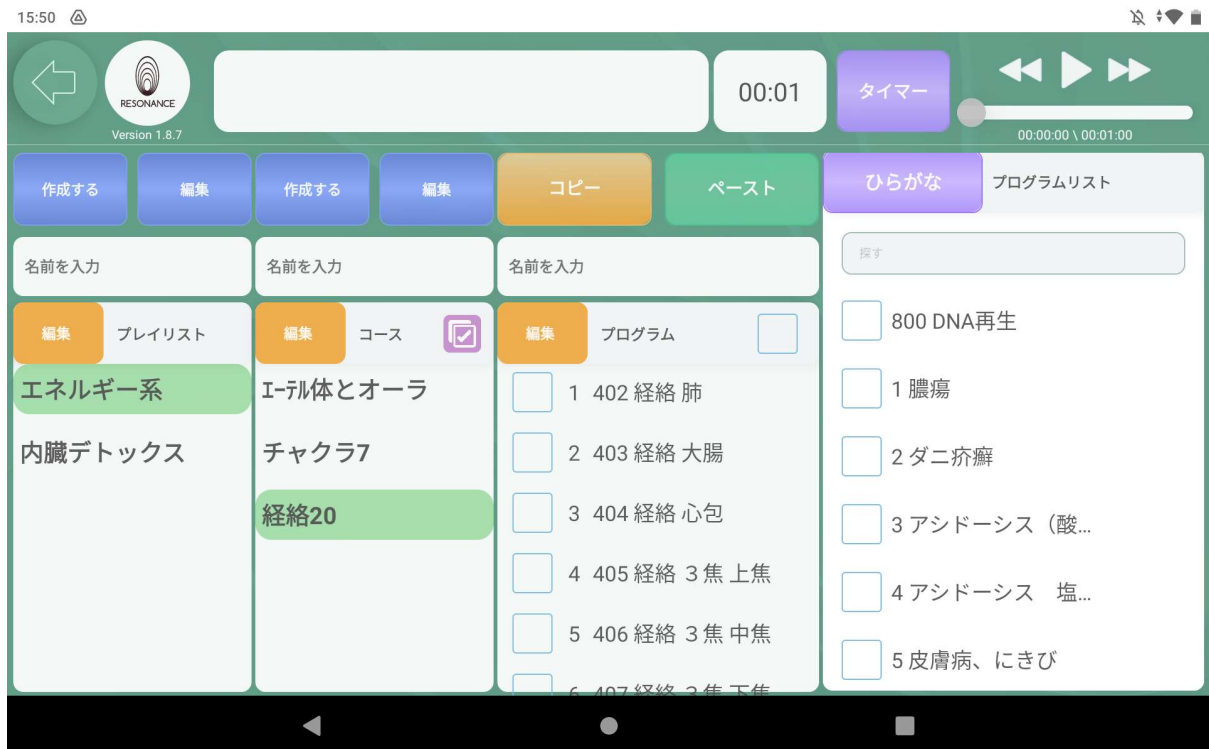 15:50
RESONANCE
Version 1.8.7
00:01
タイマー
00:00:00 \ 00:01:00
作成する
編集
作成する
編集
コピー
ペースト
ひらがな
プログラムリスト
名前を入力
名前を入力
名前を入力
探す
編集
プレイリスト
編集
コース
編集
プログラム
エネルギー系
内臓デトックス
ｴｰﾃﾙ体とオーラ
チャクラ7
経絡20
1 402 経絡 肺
2 403 経絡 大腸
3 404 経絡 心包
4 405 経絡 ３焦 上焦
5 406 経絡 ３焦 中焦
6 407 経絡 ３焦 下焦
800 DNA再生
1 膿瘍
2 ダニ疥癬
3 アシドーシス（酸...
4 アシドーシス　塩...
5 皮膚病、にきび